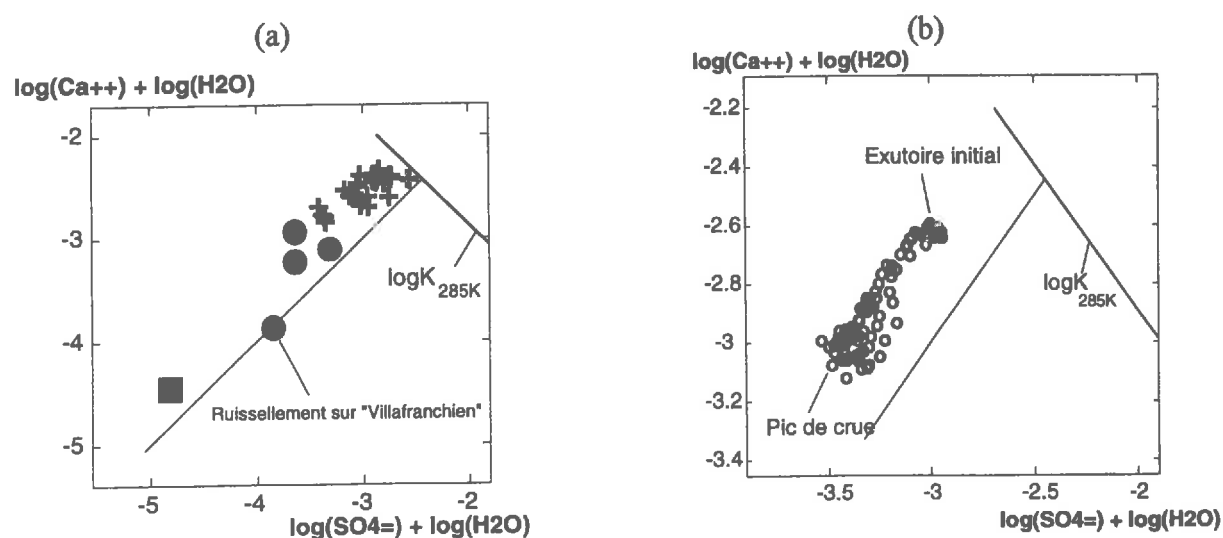 (a)
log(Ca++) + log(H2O)
-2
-3
-4
-5
logK
285K
Ruissellement sur "Villafranchien"
-5
-4
-3
-2
log(SO4=) + log(H2O)
(b)
log(Ca++) + log(H2O)
-2.2
-2.4
-2.6
-2.8
-3
-3.2
-3.4
Exutoire initial
logK
285K
Pic de crue
-3.5
-3
-2.5
-2
log(SO4=) + log(H2O)